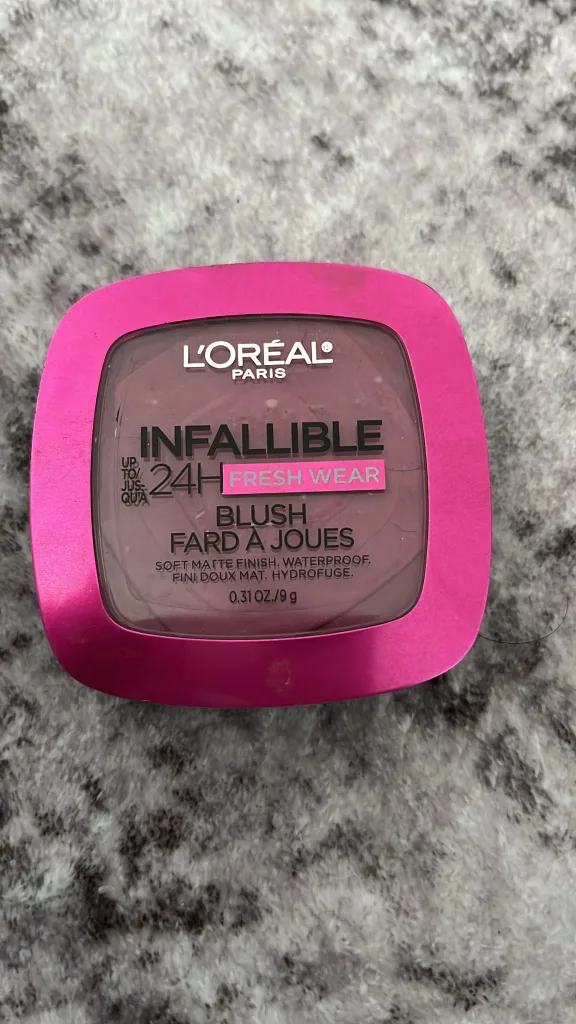 L'ORÉAL®
PARIS
INFALLIBLE
UP
TO/
JUS-
QU'À
24H FRESH WEAR
BLUSH
FARD À JOUES
SOFT MATTE FINISH. WATERPROOF.
FINI DOUX MAT. HYDROFUGE.
0.31 OZ./9 g